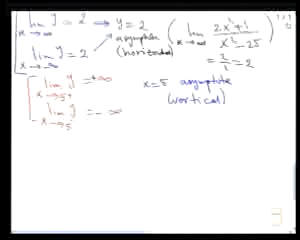 lim y = 2 → y = 2
x→∞
asymptote
(horizontal)
lim y = 2
x→-∞
( lim 2x²+1 / x²-25
x→∞
= 2/1 = 2
lim y = +∞
x→5+
lim y = -∞
x→5
x=5 asymptote
(vertical)